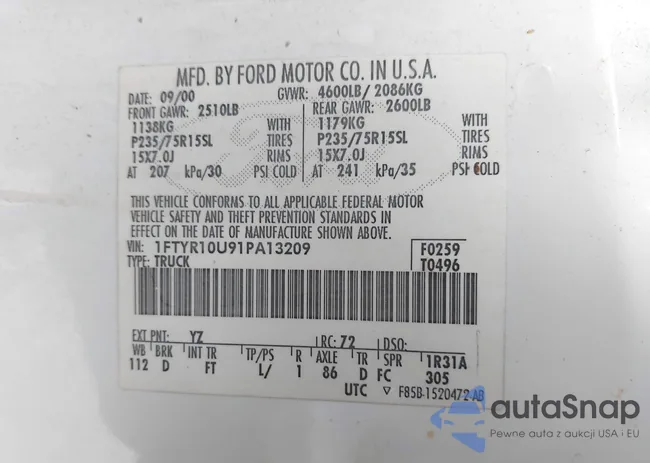 MFD. BY FORD MOTOR CO. IN U.S.A.
DATE: 09/00 GVWR: 4600LB/ 2086KG
FRONT GAWR: 2510LB REAR GAWR: 2600LB
1138KG WITH 1179KG WITH
P235/75R15SL TIRES P235/75R15SL TIRES
15X7.0J RIMS 15X7.0J RIMS
AT 207 kPa/30 PSI COLD AT 241 kPa/35 PSI COLD
THIS VEHICLE CONFORMS TO ALL APPLICABLE FEDERAL MOTOR
VEHICLE SAFETY AND THEFT PREVENTION STANDARDS IN
EFFECT ON THE DATE OF MANUFACTURE SHOWN ABOVE.
VIN: 1FTYR10U91PA13209 F0259
TYPE: TRUCK T0496
EXT PNT: YZ RC: 72 DSO:
WB BRK INT TR TP/PS R AXLE TR SPR 1R31A
112 D FT L/ 1 86 D FC 305
UTC ▽ F85B-1520472-AB
autaSnap
Pewne auta z aukcji USA i EU